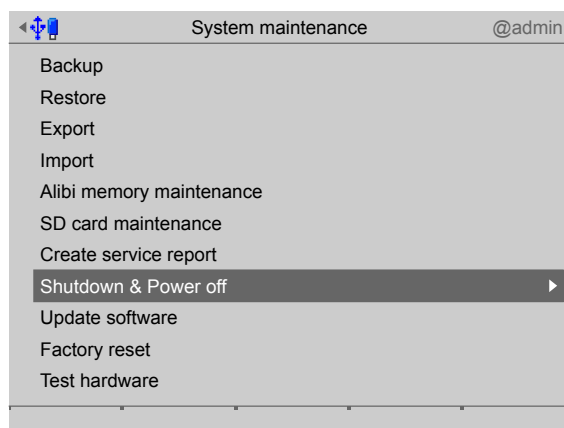 System maintenance @admin
Backup
Restore
Export
Import
Alibi memory maintenance
SD card maintenance
Create service report
Shutdown & Power off
Update software
Factory reset
Test hardware